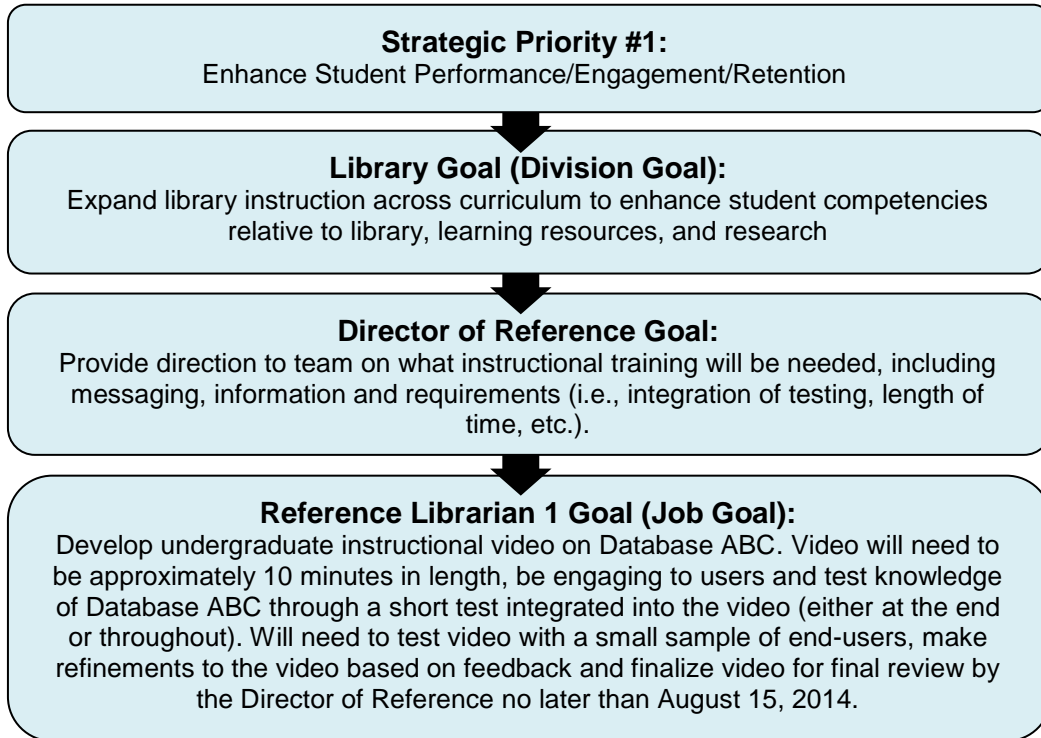 Strategic Priority #1:
Enhance Student Performance/Engagement/Retention
Library Goal (Division Goal):
Expand library instruction across curriculum to enhance student competencies
relative to library, learning resources, and research
Director of Reference Goal:
Provide direction to team on what instructional training will be needed, including
messaging, information and requirements (i.e., integration of testing, length of
time, etc.).
Reference Librarian 1 Goal (Job Goal):
Develop undergraduate instructional video on Database ABC. Video will need to
be approximately 10 minutes in length, be engaging to users and test knowledge
of Database ABC through a short test integrated into the video (either at the end
or throughout). Will need to test video with a small sample of end-users, make
refinements to the video based on feedback and finalize video for final review by
the Director of Reference no later than August 15, 2014.